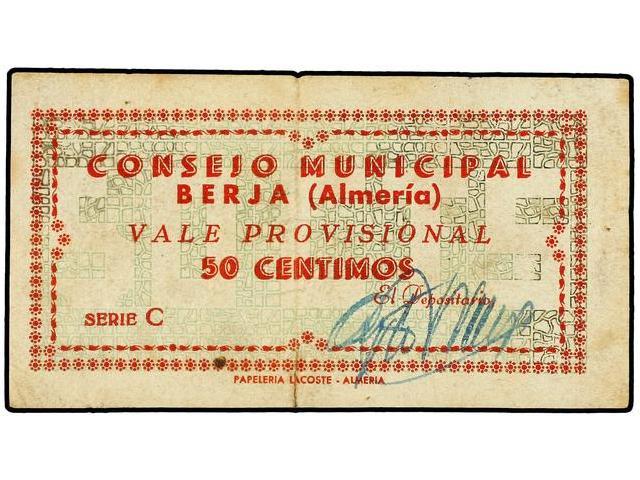 CONSEJO MUNICIPAL
BERJA (Almería)
VALE PROVISIONAL
50 CENTIMOS
El Depositario,
SERIE C
PAPELERIA LACOSTE - ALMERIA